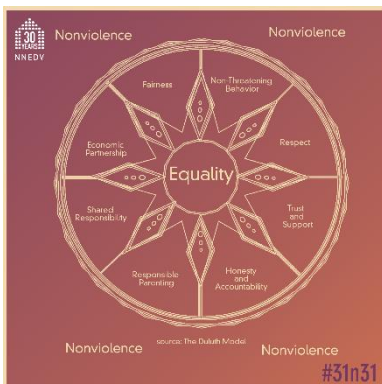 30
YEARS
NNEDV
Nonviolence
Nonviolence
Fairness
Non-Threatening
Behavior
Economic
Partnership
Respect
Equality
Shared
Responsibility
Trust
and
Support
Responsible
Parenting
Honesty
and
Accountability
source: The Duluth Model
Nonviolence
Nonviolence
#31n31